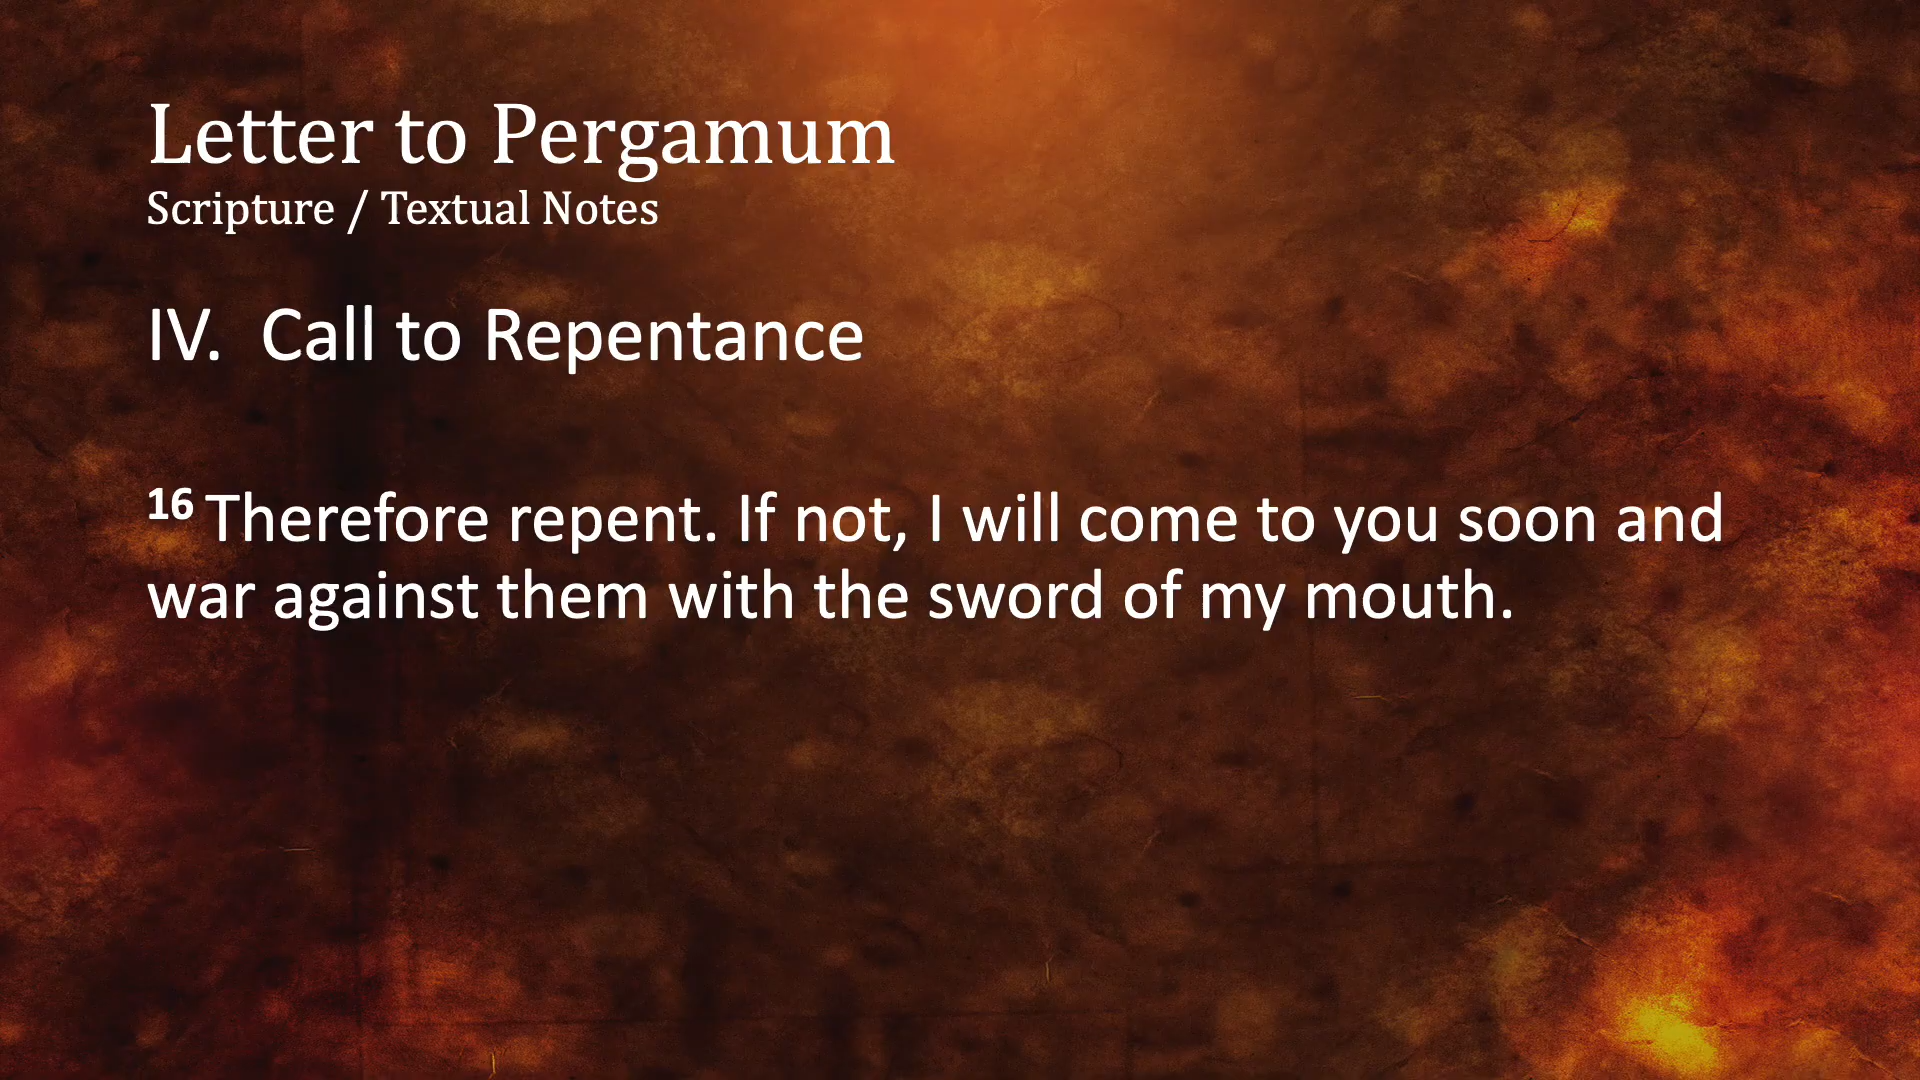 Letter to Pergamum
Scripture / Textual Notes
IV. Call to Repentance
16 Therefore repent. If not, I will come to you soon and
war against them with the sword of my mouth.